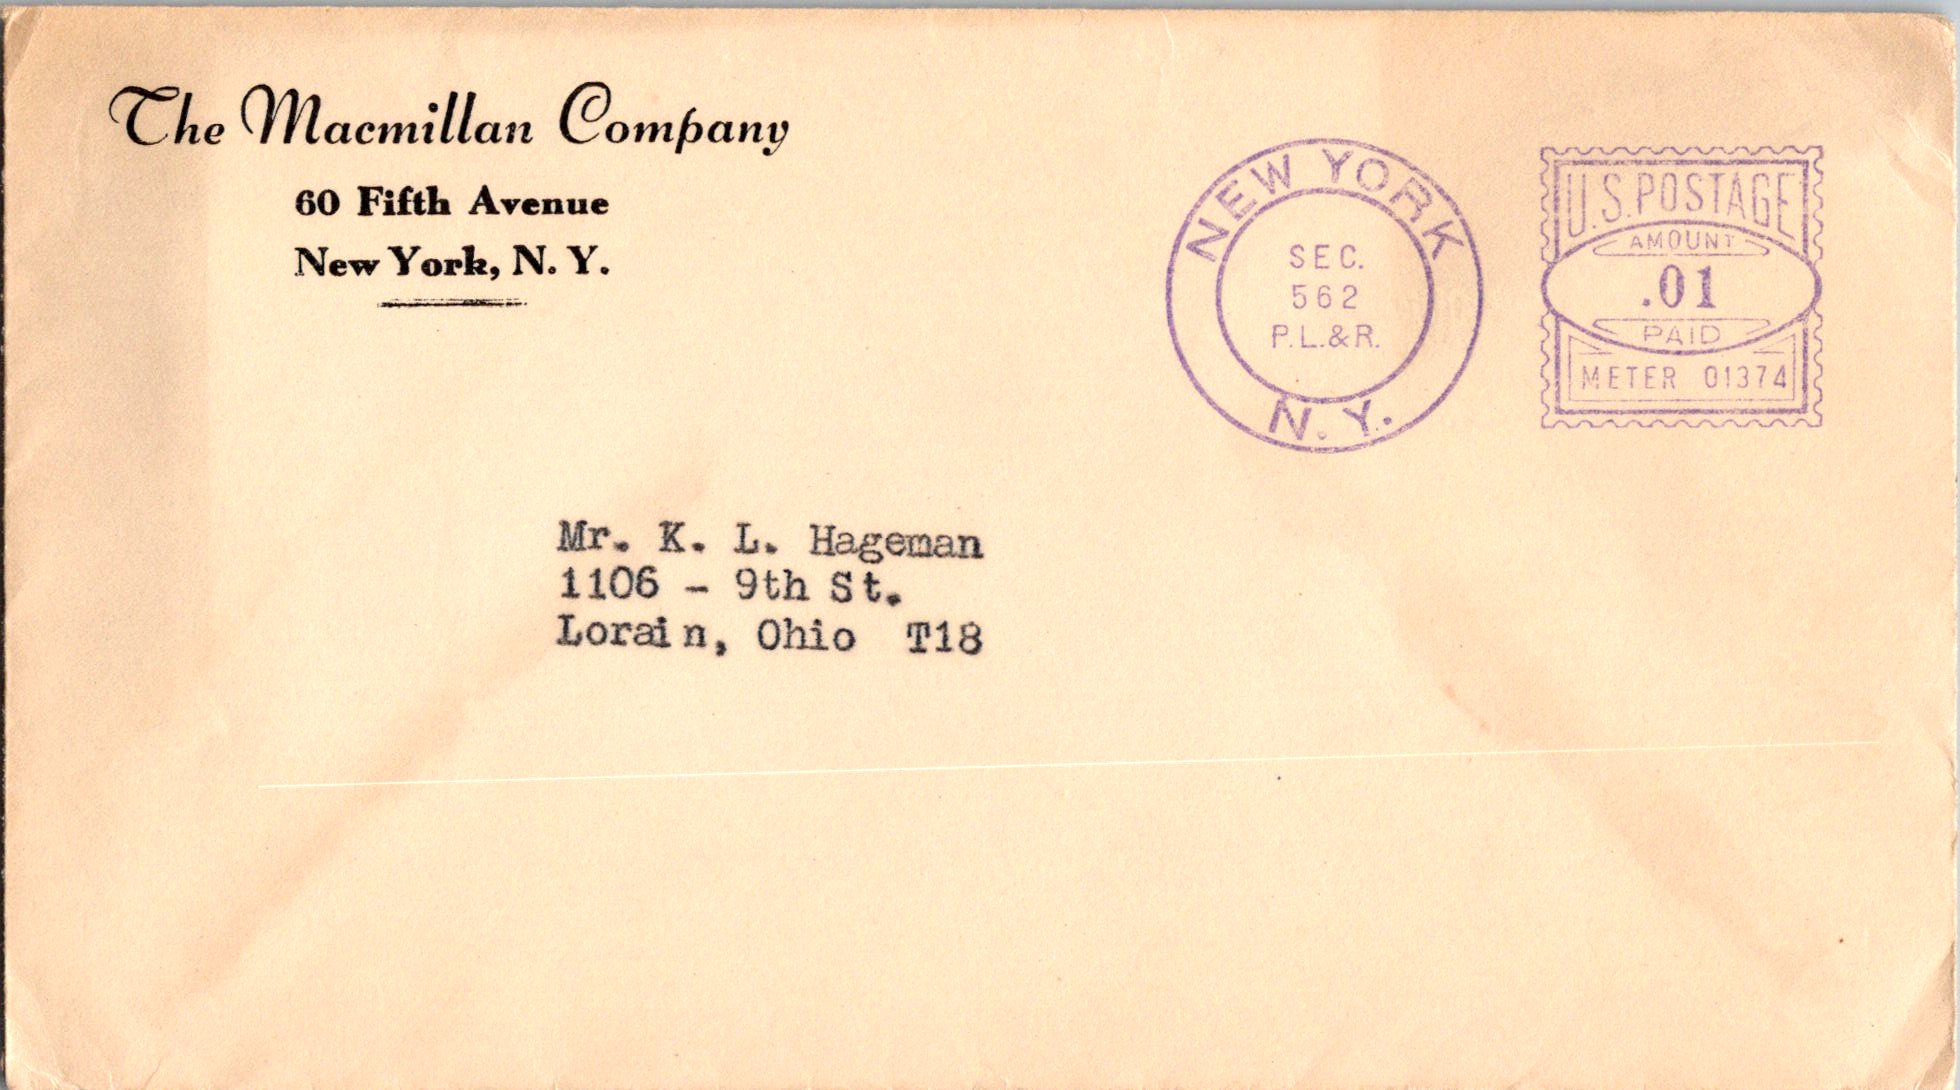 The Macmillan Company
60 Fifth Avenue
New York, N. Y.
NEW YORK
SEC.
562
P.L.&R.
N.Y.
U.S.POSTAGE
AMOUNT
.01
PAID
METER 01374
Mr. K. L. Hageman
1106 - 9th St.
Lorain, Ohio T18